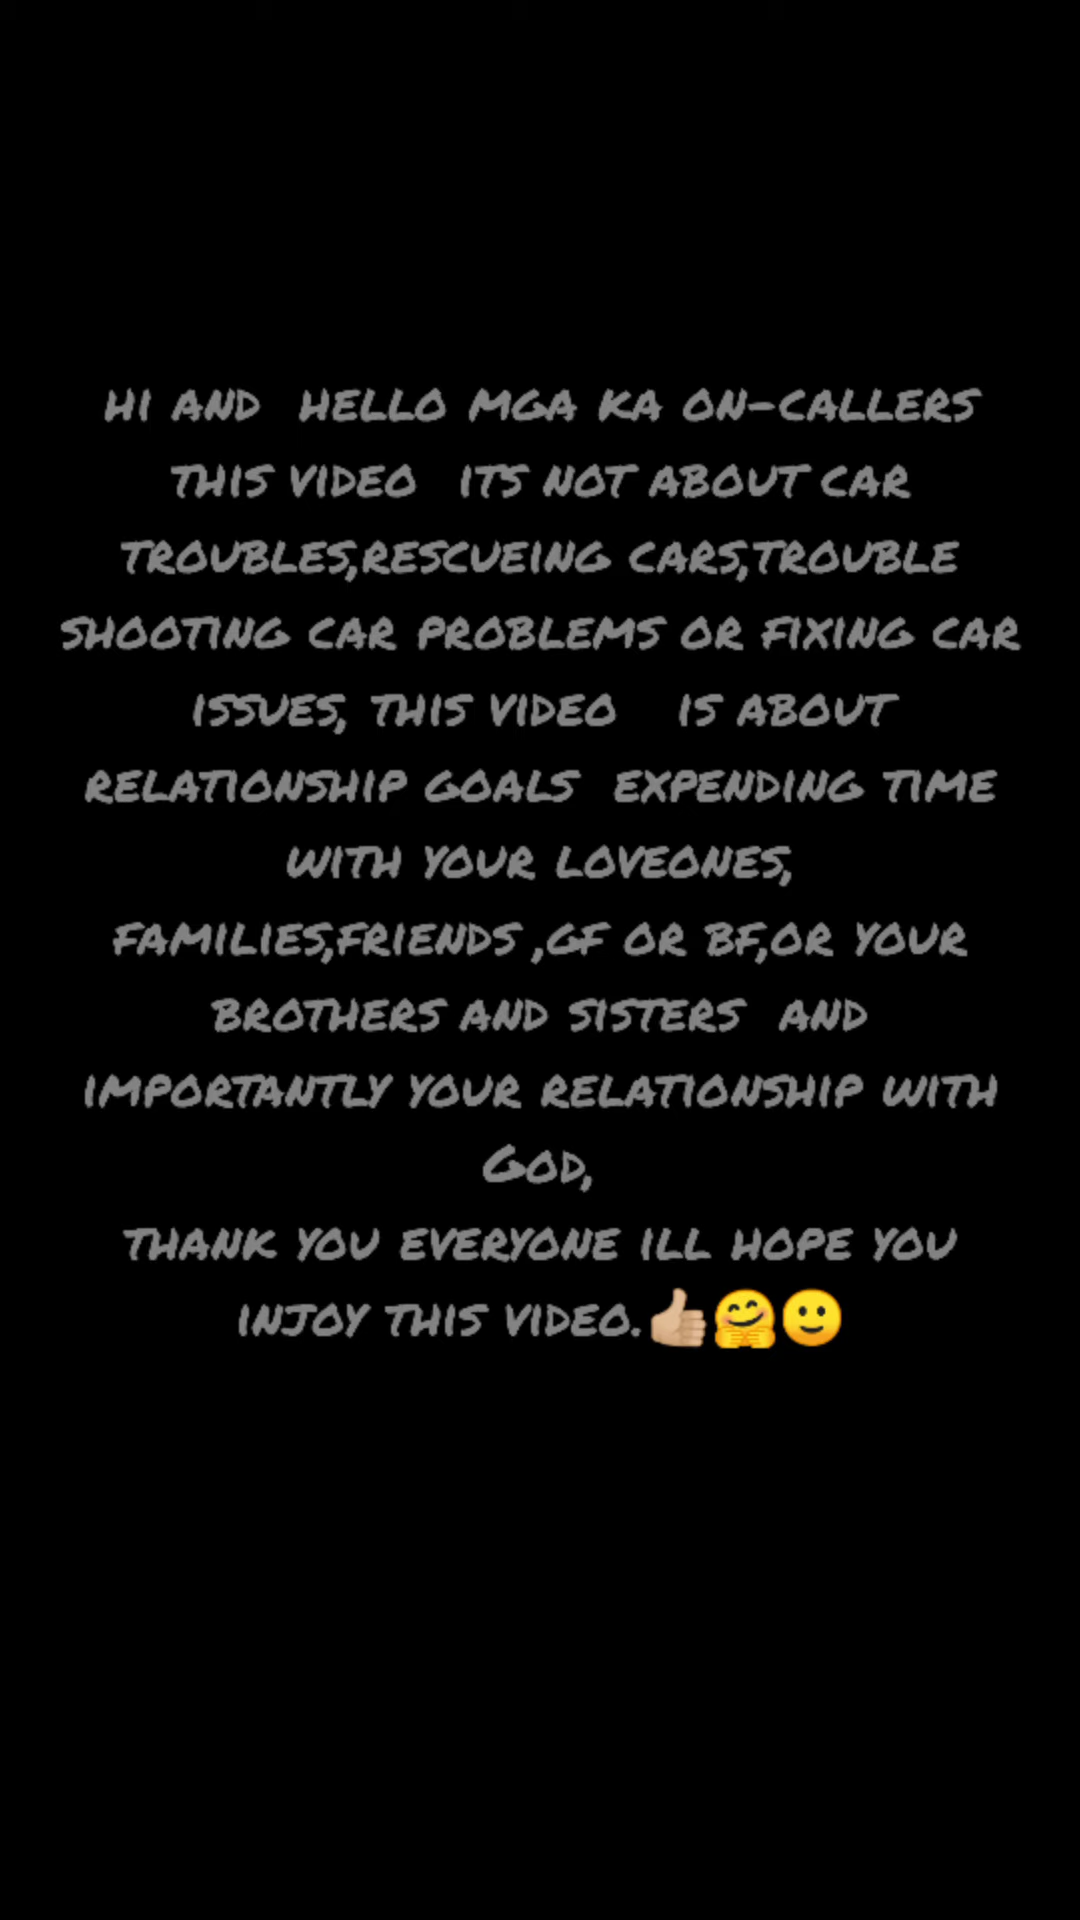 HI AND HELLO MGA KA ON-CALLERS
THIS VIDEO ITS NOT ABOUT CAR
TROUBLES,RESCUEING CARS,TROUBLE
SHOOTING CAR PROBLEMS OR FIXING CAR
ISSUES, THIS VIDEO IS ABOUT
RELATIONSHIP GOALS EXPENDING TIME
WITH YOUR LOVEONES,
FAMILIES,FRIENDS ,GF OR BF,OR YOUR
BROTHERS AND SISTERS AND
IMPORTANTLY YOUR RELATIONSHIP WITH
GOD,
THANK YOU EVERYONE ILL HOPE YOU
INJOY THIS VIDEO.👍🏼🤗🙂